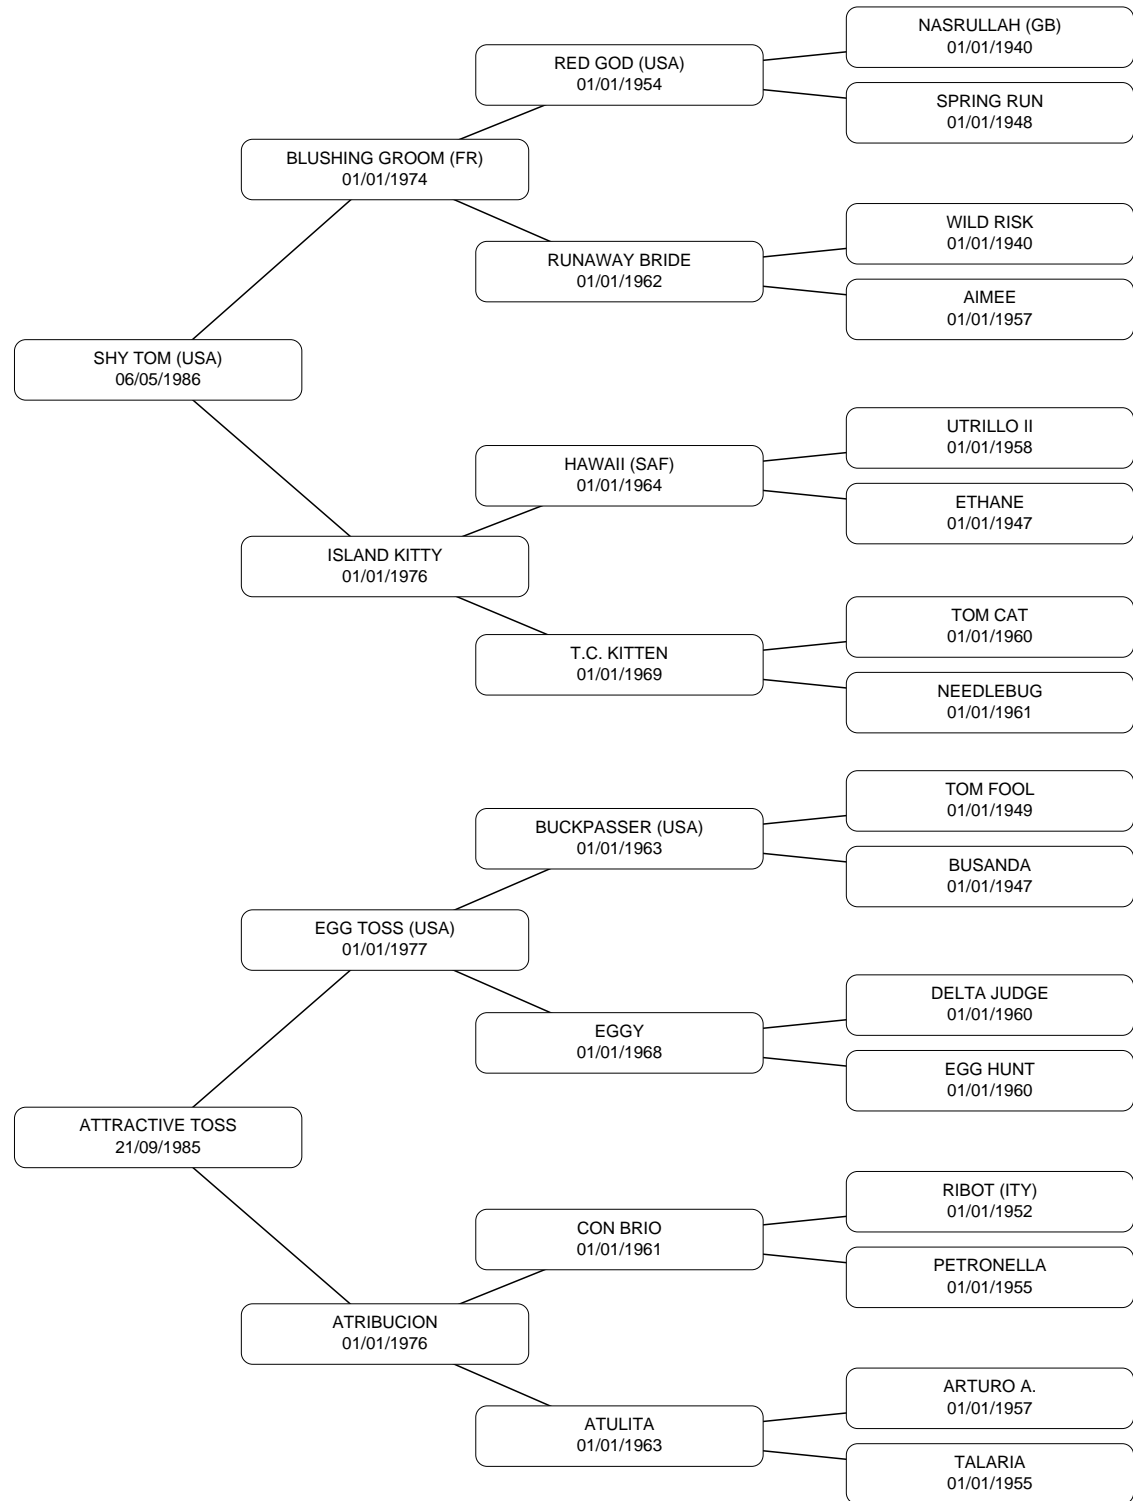 NASRULLAH (GB)
01/01/1940
RED GOD (USA)
01/01/1954
SPRING RUN
01/01/1948
BLUSHING GROOM (FR)
01/01/1974
WILD RISK
01/01/1940
RUNAWAY BRIDE
01/01/1962
AIMEE
01/01/1957
SHY TOM (USA)
06/05/1986
UTRILLO II
01/01/1958
HAWAII (SAF)
01/01/1964
ETHANE
01/01/1947
ISLAND KITTY
01/01/1976
TOM CAT
01/01/1960
T.C. KITTEN
01/01/1969
NEEDLEBUG
01/01/1961
TOM FOOL
01/01/1949
BUCKPASSER (USA)
01/01/1963
BUSANDA
01/01/1947
EGG TOSS (USA)
01/01/1977
DELTA JUDGE
01/01/1960
EGGY
01/01/1968
EGG HUNT
01/01/1960
ATTRACTIVE TOSS
21/09/1985
RIBOT (ITY)
01/01/1952
CON BRIO
01/01/1961
PETRONELLA
01/01/1955
ATRIBUCION
01/01/1976
ARTURO A.
01/01/1957
ATULITA
01/01/1963
TALARIA
01/01/1955